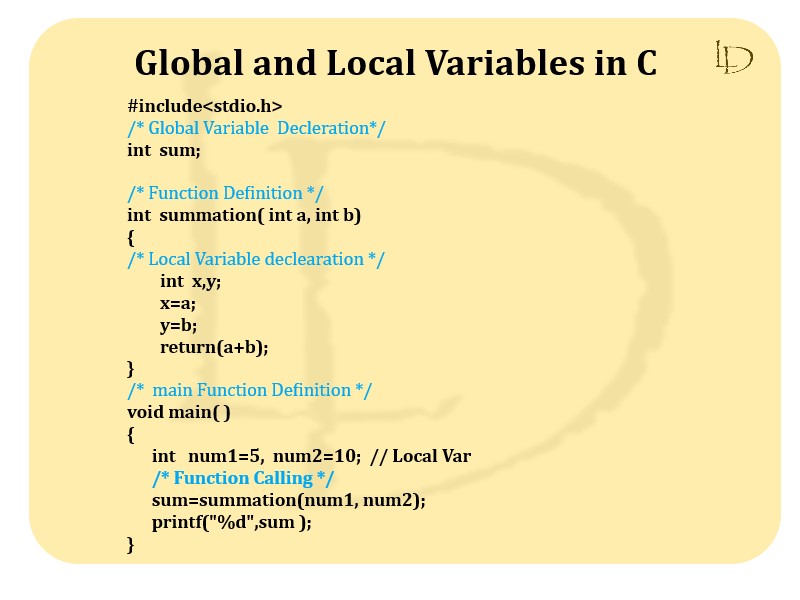 Global and Local Variables in C
LD
#include<stdio.h>
/* Global Variable  Decleration*/
int  sum;
/* Function Definition */
int  summation( int a, int b)
{
/* Local Variable declearation */
int  x,y;
x=a;
y=b;
return(a+b);
}
/*  main Function Definition */
void main( )
{
int   num1=5,  num2=10;  // Local Var
/* Function Calling */
sum=summation(num1, num2);
printf("%d",sum );
}